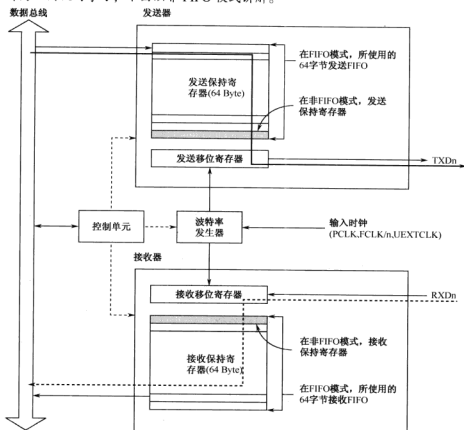 FIFO 模式讲解。
数据总线
发送器
发送保持寄
存器(64 Byte)
在FIFO模式，所使用的
64字节发送FIFO
在非FIFO模式，发送
保持寄存器
发送移位寄存器
TXDn
控制单元
波特率
发生器
输入时钟
(PCLK,FCLK/n,UEXTCLK)
接收器
接收移位寄存器
RXDn
在非FIFO模式，接收
保持寄存器
接收保持寄
存器(64 Byte)
在FIFO模式，所使用的
64字节接收FIFO